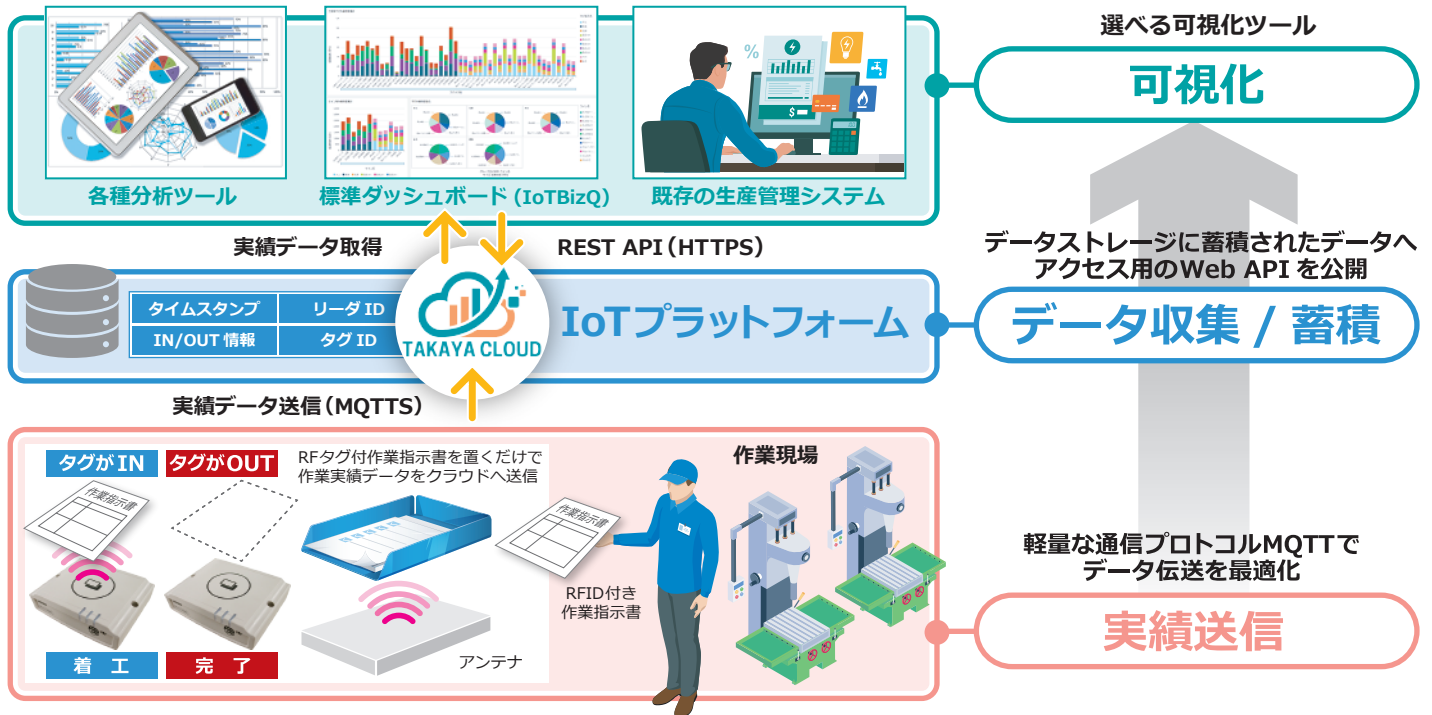 選べる可視化ツール
可視化
各種分析ツール
標準ダッシュボード(IoTBizQ)
既存の生産管理システム
%
$
実績データ取得
REST API(HTTPS)
データストレージに蓄積されたデータへ
アクセス用のWeb API を公開
タイムスタンプ
リーダ ID
IN/OUT 情報
タグ ID
TAKAYA CLOUD
IoTプラットフォーム
データ収集 / 蓄積
実績データ送信(MQTTS)
タグが IN
タグが OUT
RFタグ付作業指示書を置くだけで
作業実績データをクラウドへ送信
作業現場
作業指示書
作業指示書
RFID付き
作業指示書
アンテナ
着 工
完 了
軽量な通信プロトコルMQTTで
データ伝送を最適化
実績送信